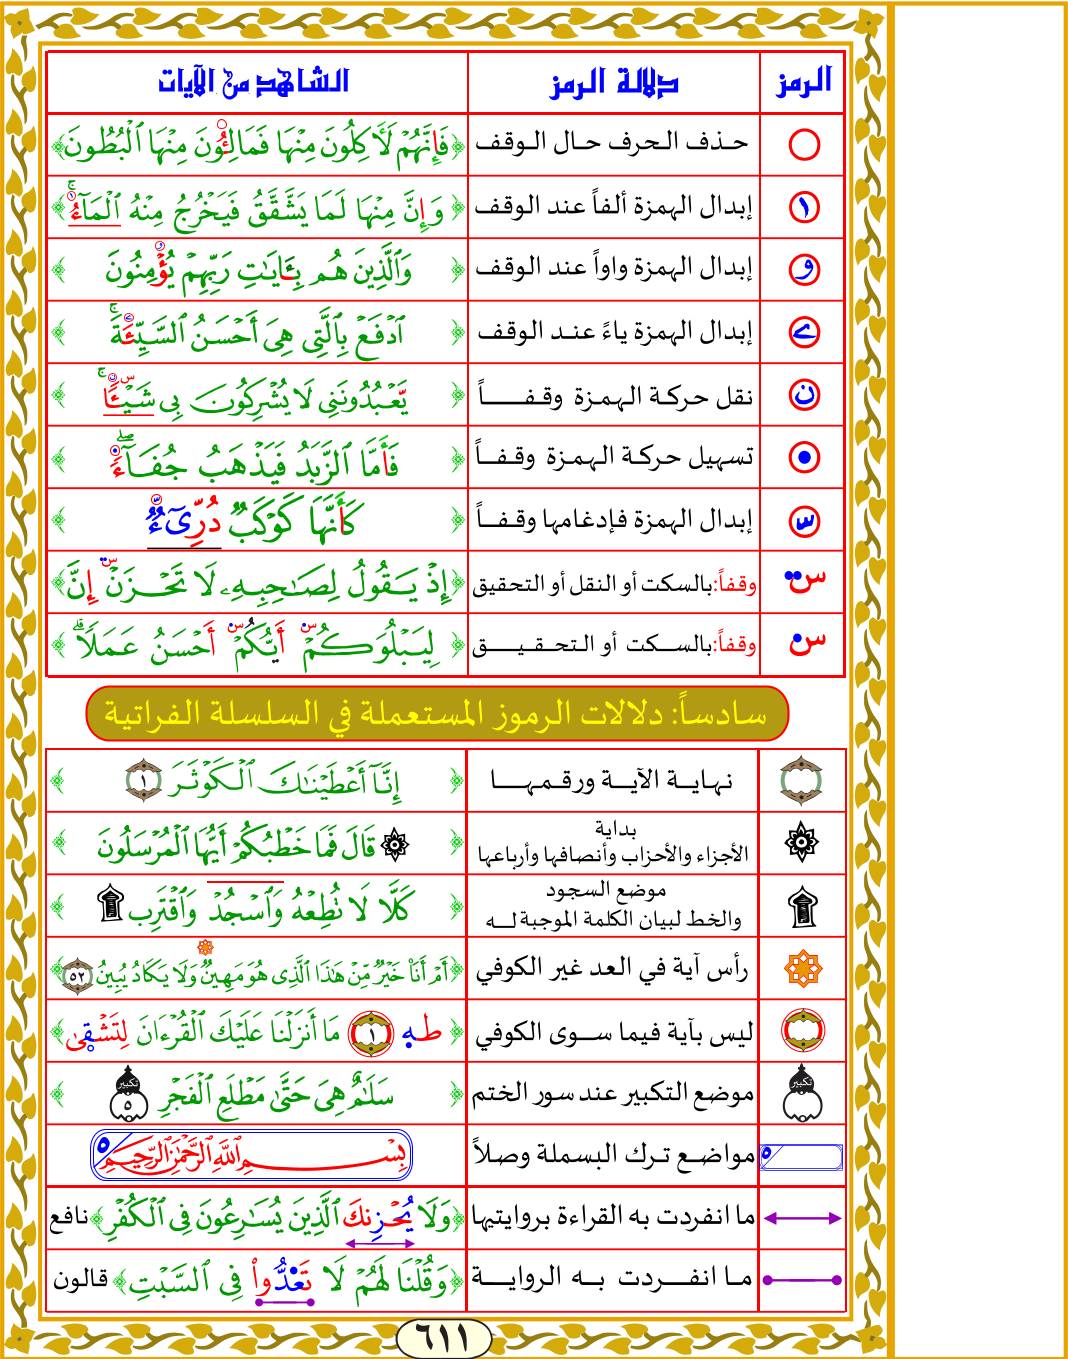 الرمز دلالة الرمز الشاهد من الآيات
حذف الحرف حال الوقف ﴿فَإِنَّهُمْ لَأٓكِلُونَ مِنْهَا فَمَالِـُٔونَ مِنْهَا ٱلْبُطُونَ﴾
١ إبدال الهمزة ألفاً عند الوقف ﴿وَإِنَّ مِنْهَا لَمَا يَشَّقَّقُ فَيَخْرُجُ مِنْهُ ٱلْمَآءُ﴾
و إبدال الهمزة واواً عند الوقف ﴿وَٱلَّذِينَ هُم بِـَٔايَـٰتِ رَبِّهِمْ يُؤْمِنُونَ﴾
ے إبدال الهمزة ياءً عند الوقف ﴿ٱدْفَعْ بِٱلَّتِى هِىَ أَحْسَنُ ٱلسَّيِّئَةَ﴾
ن نقل حركة الهمزة وقفاً ﴿يَعْبُدُونَنِى لَا يُشْرِكُونَ بِى شَيْـًٔا﴾
تسهيل حركة الهمزة وقفاً ﴿فَأَمَّا ٱلزَّبَدُ فَيَذْهَبُ جُفَآءً﴾
س إبدال الهمزة فإدغامها وقفاً ﴿كَأَنَّهَا كَوْكَبٌ دُرِّىٓءٌ﴾
س وقفاً:بالسكت أو النقل أو التحقيق ﴿إِذْ يَقُولُ لِصَـٰحِبِهِۦ لَا تَحْزَنْ إِنَّ﴾
س وقفاً:بالسكت أو التحقيق ﴿لِيَبْلُوَكُمْ أَيُّكُمْ أَحْسَنُ عَمَلًا﴾
سادساً: دلالات الرموز المستعملة في السلسلة الفراتية
نهاية الآية ورقمها ﴿إِنَّآ أَعْطَيْنَـٰكَ ٱلْكَوْثَرَ ١﴾
بداية
الأجزاء والأحزاب وأنصافها وأرباعها ﴿قَالَ فَمَا خَطْبُكُمْ أَيُّهَا ٱلْمُرْسَلُونَ﴾
موضع السجود
والخط لبيان الكلمة الموجبة له ﴿كَلَّا لَا تُطِعْهُ وَٱسْجُدْ وَٱقْتَرِب﴾
رأس آية في العد غير الكوفي ﴿أَمْ أَنَا۠ خَيْرٌ مِّنْ هَـٰذَا ٱلَّذِى هُوَ مَهِينٌ وَلَا يَكَادُ يُبِينُ ٥٢﴾
ليس بآية فيما سوى الكوفي ﴿طه ١ مَآ أَنزَلْنَا عَلَيْكَ ٱلْقُرْءَانَ لِتَشْقَىٰ﴾
تكبير موضع التكبير عند سور الختم ﴿سَلَـٰمٌ هِىَ حَتَّىٰ مَطْلَعِ ٱلْفَجْرِ تكبير ٥﴾
٥ مواضع ترك البسملة وصلاً ٥ بِسْمِ ٱللَّهِ ٱلرَّحْمَـٰنِ ٱلرَّحِيمِ
ما انفردت به القراءة بروايتيها ﴿وَلَا يُحْزِنكَ ٱلَّذِينَ يُسَـٰرِعُونَ فِى ٱلْكُفْرِ﴾ نافع
ما انفردت به الرواية ﴿وَقُلْنَا لَهُمْ لَا تَعْدُّوا۟ فِى ٱلسَّبْتِ﴾ قالون
٦١١